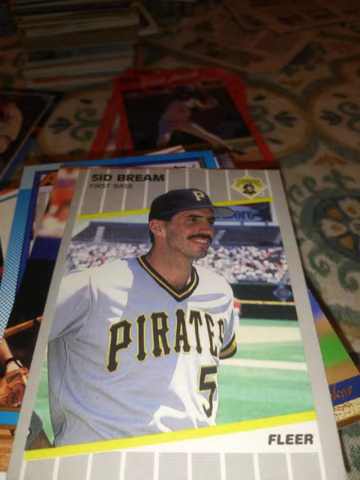 SID BREAM
FIRST BASE
P
PIRATES
5
FLEER